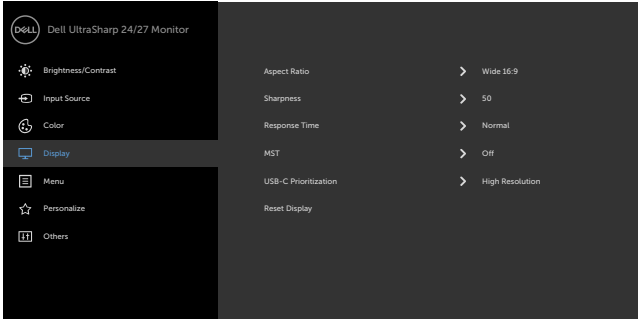 DELL
Dell UltraSharp 24/27 Monitor
Brightness/Contrast
Input Source
Color
Display
Menu
Personalize
Others
Aspect Ratio Wide 16:9
Sharpness 50
Response Time Normal
MST Off
USB-C Prioritization High Resolution
Reset Display